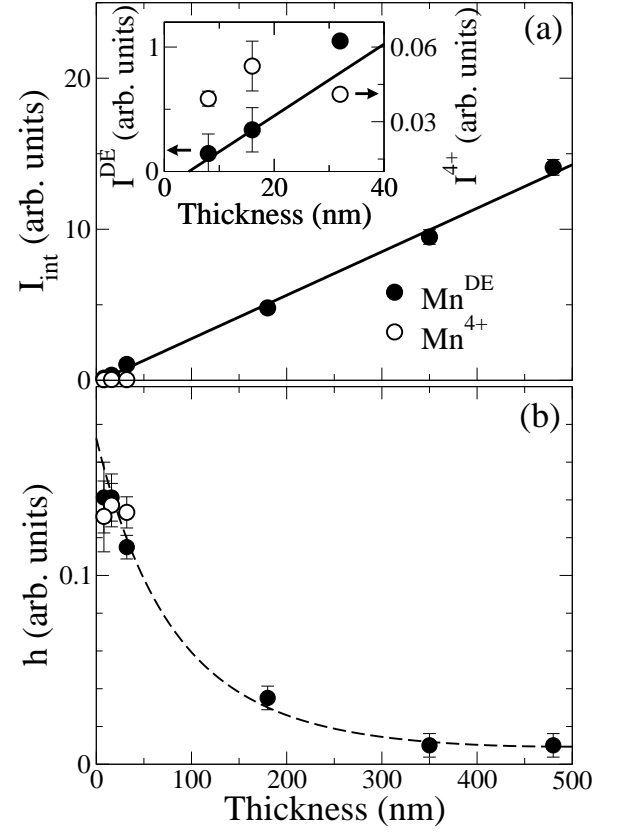 (a)
20
10
0
I_int (arb. units)
1
0
I^DE (arb. units)
0.06
0.03
I^4+ (arb. units)
0 20 40
Thickness (nm)
Mn^DE
Mn^4+
(b)
0.1
0
h (arb. units)
0 100 200 300 400 500
Thickness (nm)